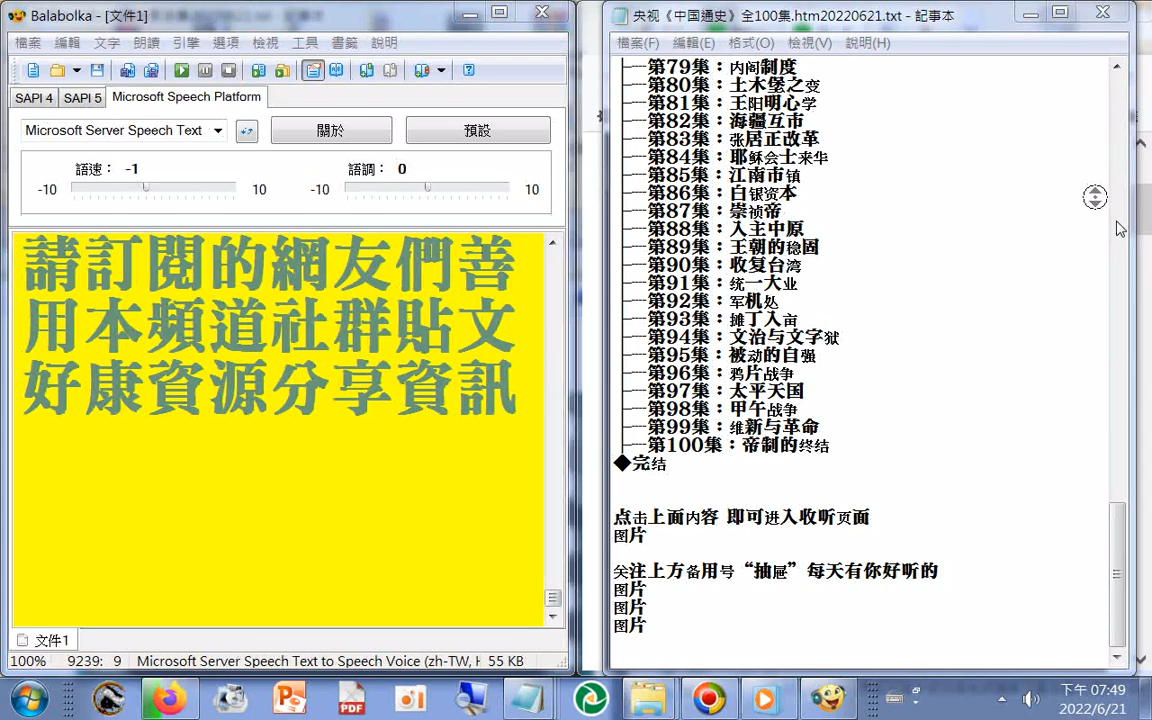 Balabolka - [文件1]
檔案 編輯 文字 朗讀 引擎 選項 檢視 工具 書籤 說明
SAPI 4 SAPI 5 Microsoft Speech Platform
Microsoft Server Speech Text
關於
預設
語速： -1
語調： 0
-10 10 -10 10
請訂閱的網友們善
用本頻道社群貼文
好康資源分享資訊
文件1
100% 9239: 9 Microsoft Server Speech Text to Speech Voice (zh-TW, H 55 KB
央视《中国通史》全100集.htm20220621.txt - 記事本
檔案(F) 編輯(E) 格式(O) 檢視(V) 說明(H)
├──第79集：内阁制度
├──第80集：土木堡之变
├──第81集：王阳明心学
├──第82集：海疆互市
├──第83集：张居正改革
├──第84集：耶稣会士来华
├──第85集：江南市镇
├──第86集：白银资本
├──第87集：崇祯帝
├──第88集：入主中原
├──第89集：王朝的稳固
├──第90集：收复台湾
├──第91集：统一大业
├──第92集：军机处
├──第93集：摊丁入亩
├──第94集：文治与文字狱
├──第95集：被动的自强
├──第96集：鸦片战争
├──第97集：太平天国
├──第98集：甲午战争
├──第99集：维新与革命
├──第100集：帝制的终结
◆完结
点击上面内容 即可进入收听页面
图片
关注上方备用号“抽屉”每天有你好听的
图片
图片
图片
PDF
下午 07:49
2022/6/21